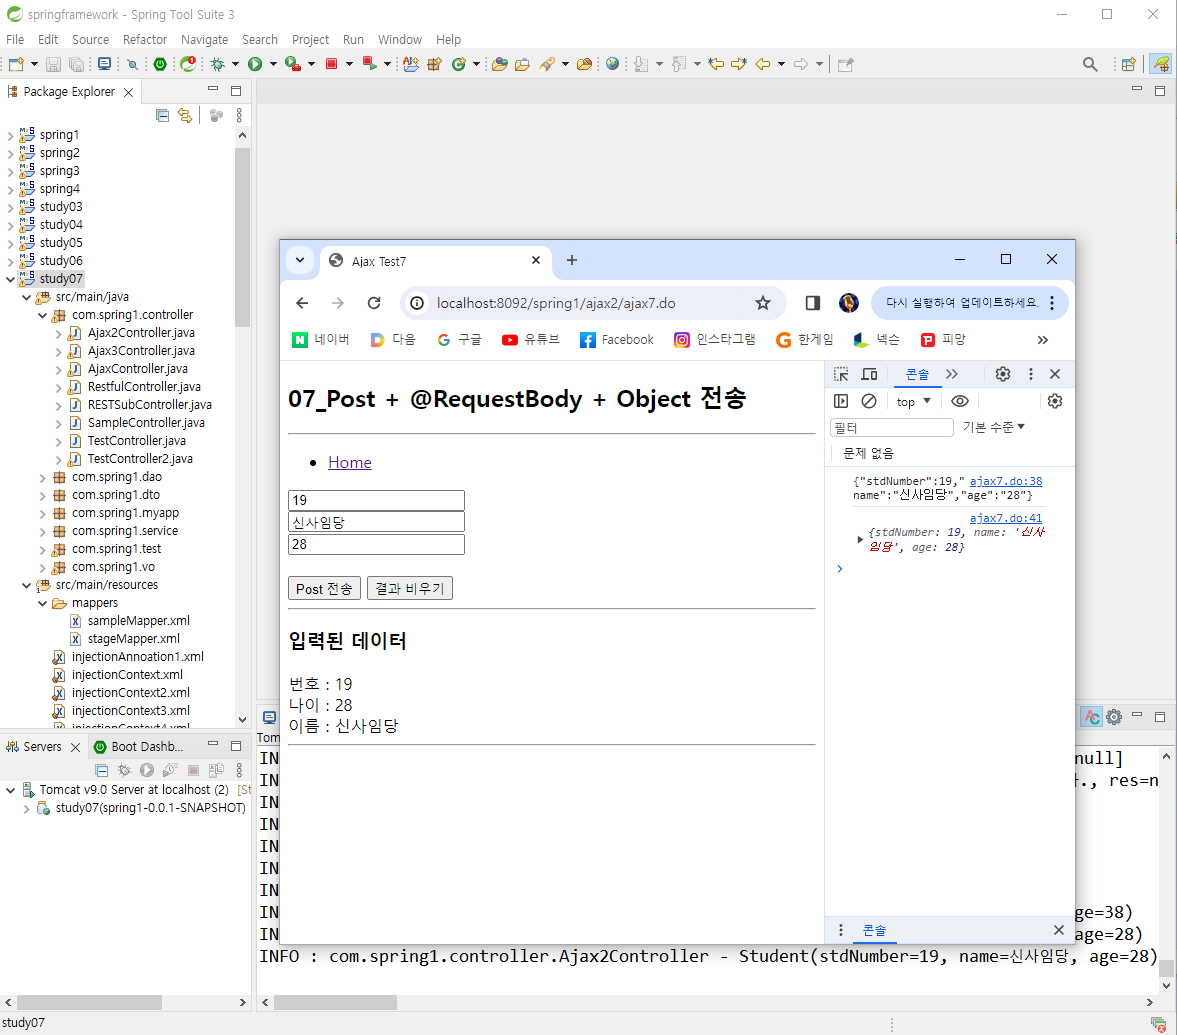 springframework - Spring Tool Suite 3
File Edit Source Refactor Navigate Search Project Run Window Help
Package Explorer
spring1
spring2
spring3
spring4
study03
study04
study05
study06
study07
src/main/java
com.spring1.controller
Ajax2Controller.java
Ajax3Controller.java
AjaxController.java
RestfulController.java
RESTSubController.java
SampleController.java
TestController.java
TestController2.java
com.spring1.dao
com.spring1.dto
com.spring1.myapp
com.spring1.service
com.spring1.test
com.spring1.vo
src/main/resources
mappers
sampleMapper.xml
stageMapper.xml
injectionAnnoation1.xml
injectionContext.xml
injectionContext2.xml
injectionContext3.xml
injectionContext4.xml
Servers Boot Dashb...
Tomcat v9.0 Server at localhost (2) [St
study07(spring1-0.0.1-SNAPSHOT)
Ajax Test7
localhost:8092/spring1/ajax2/ajax7.do
다시 실행하여 업데이트하세요.
네이버 다음 구글 유튜브 Facebook 인스타그램 한게임 넥슨 피망
07_Post + @RequestBody + Object 전송
Home
19
신사임당
28
Post 전송 결과 비우기
입력된 데이터
번호 : 19
나이 : 28
이름 : 신사임당
콘솔
top
필터 기본 수준
문제 없음
{"stdNumber":19," ajax7.do:38
name":"신사임당","age":"28"}
ajax7.do:41
{stdNumber: 19, name: '신사
임당', age: 28}
콘솔
Tom
IN null]
IN ., res=n
IN
IN
IN
IN
IN
IN ge=38)
IN age=28)
INFO : com.spring1.controller.Ajax2Controller - Student(stdNumber=19, name=신사임당, age=28)
study07